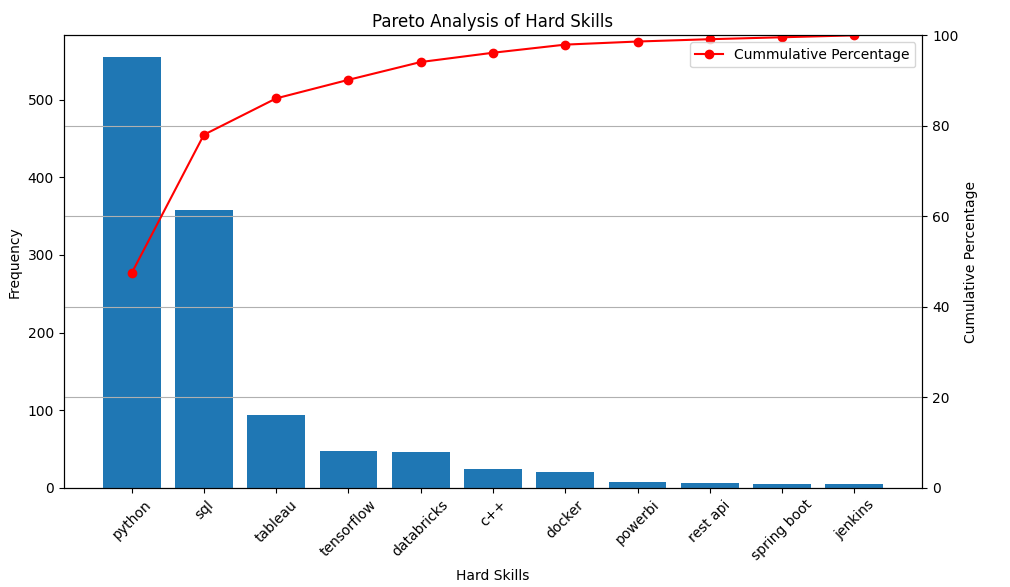 Pareto Analysis of Hard Skills
Cummulative Percentage
Frequency
500
400
300
200
100
0
100
80
60
40
20
0
Cumulative Percentage
python
sql
tableau
tensorflow
databricks
c++
docker
powerbi
rest api
spring boot
jenkins
Hard Skills